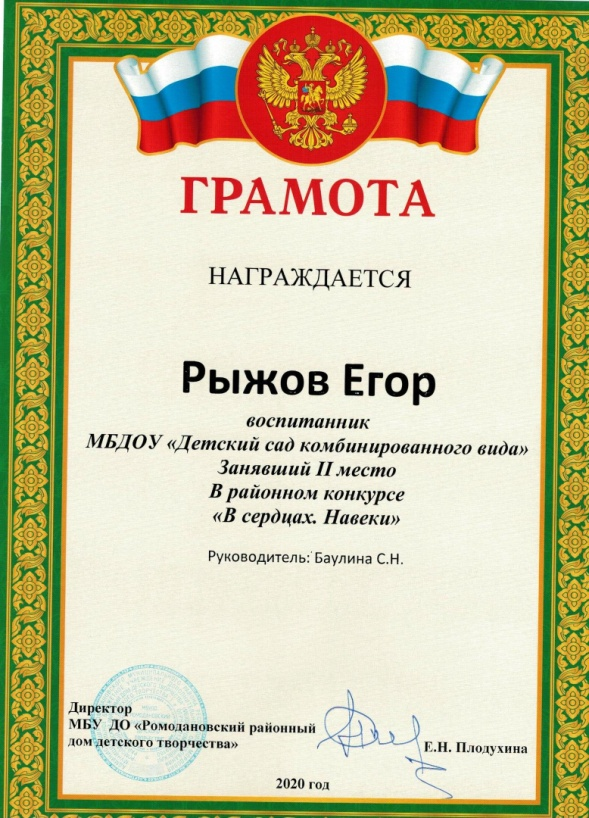 ГРАМОТА
НАГРАЖДАЕТСЯ
Рыжов Егор
воспитанник
МБДОУ «Детский сад комбинированного вида»
Занявший II место
В районном конкурсе
«В сердцах. Навеки»
Руководитель: Баулина С.Н.
Директор
МБУ ДО «Ромодановский районный
дом детского творчества»
Е.Н. Плодухина
2020 год